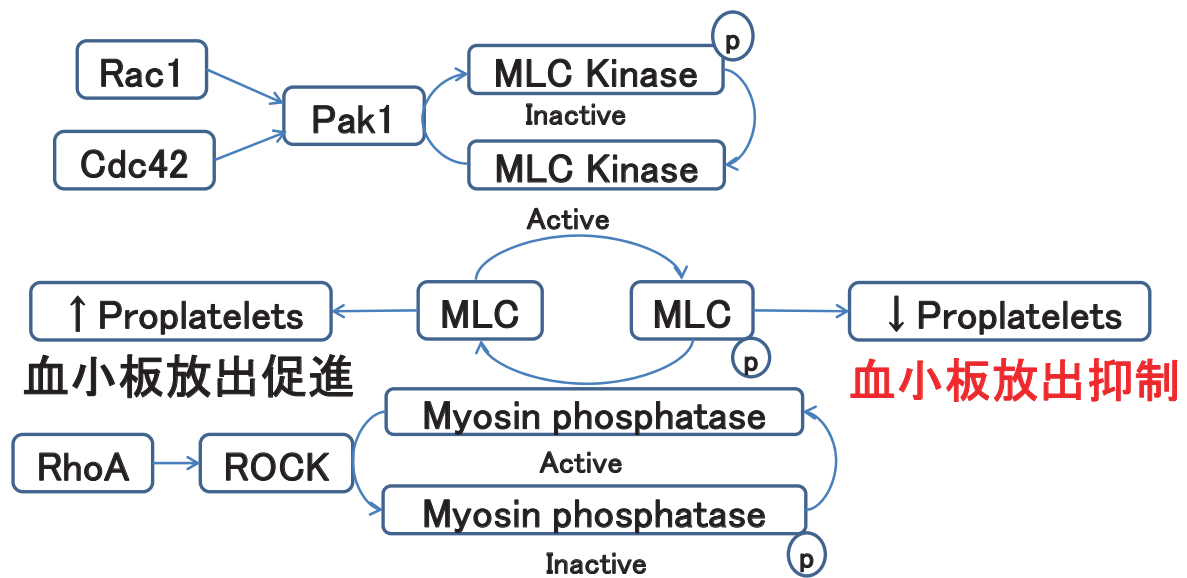 p
Rac1
MLC Kinase
Pak1
Inactive
Cdc42
MLC Kinase
Active
↑Proplatelets
MLC
MLC
↓Proplatelets
p
血小板放出促進
血小板放出抑制
Myosin phosphatase
RhoA
ROCK
Active
Myosin phosphatase
p
Inactive